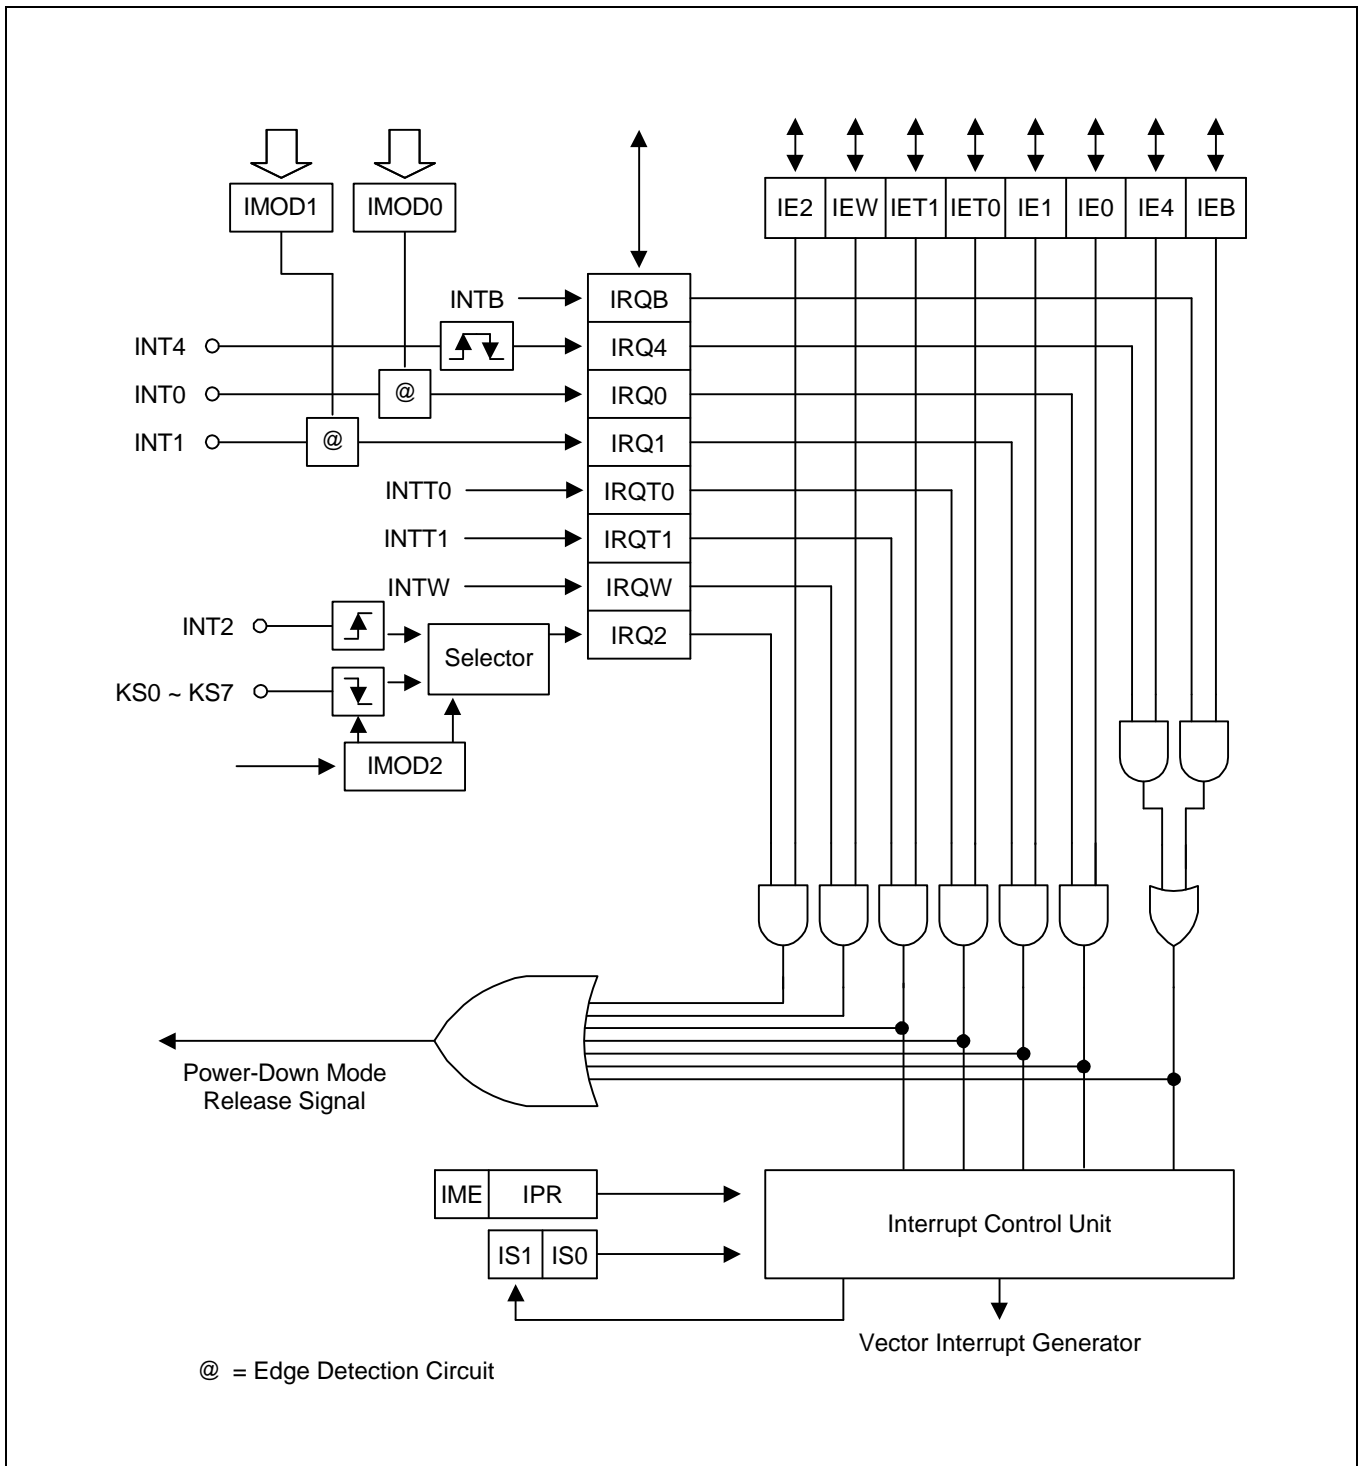 IMOD1 IMOD0
IE2 IEW IET1 IET0 IE1 IE0 IE4 IEB
INTB IRQB
INT4 IRQ4
INT0 @ IRQ0
INT1 @ IRQ1
INTT0 IRQT0
INTT1 IRQT1
INTW IRQW
INT2 IRQ2
Selector
KS0 ~ KS7
IMOD2
Power-Down Mode
Release Signal
IME IPR
Interrupt Control Unit
IS1 IS0
Vector Interrupt Generator
@ = Edge Detection Circuit